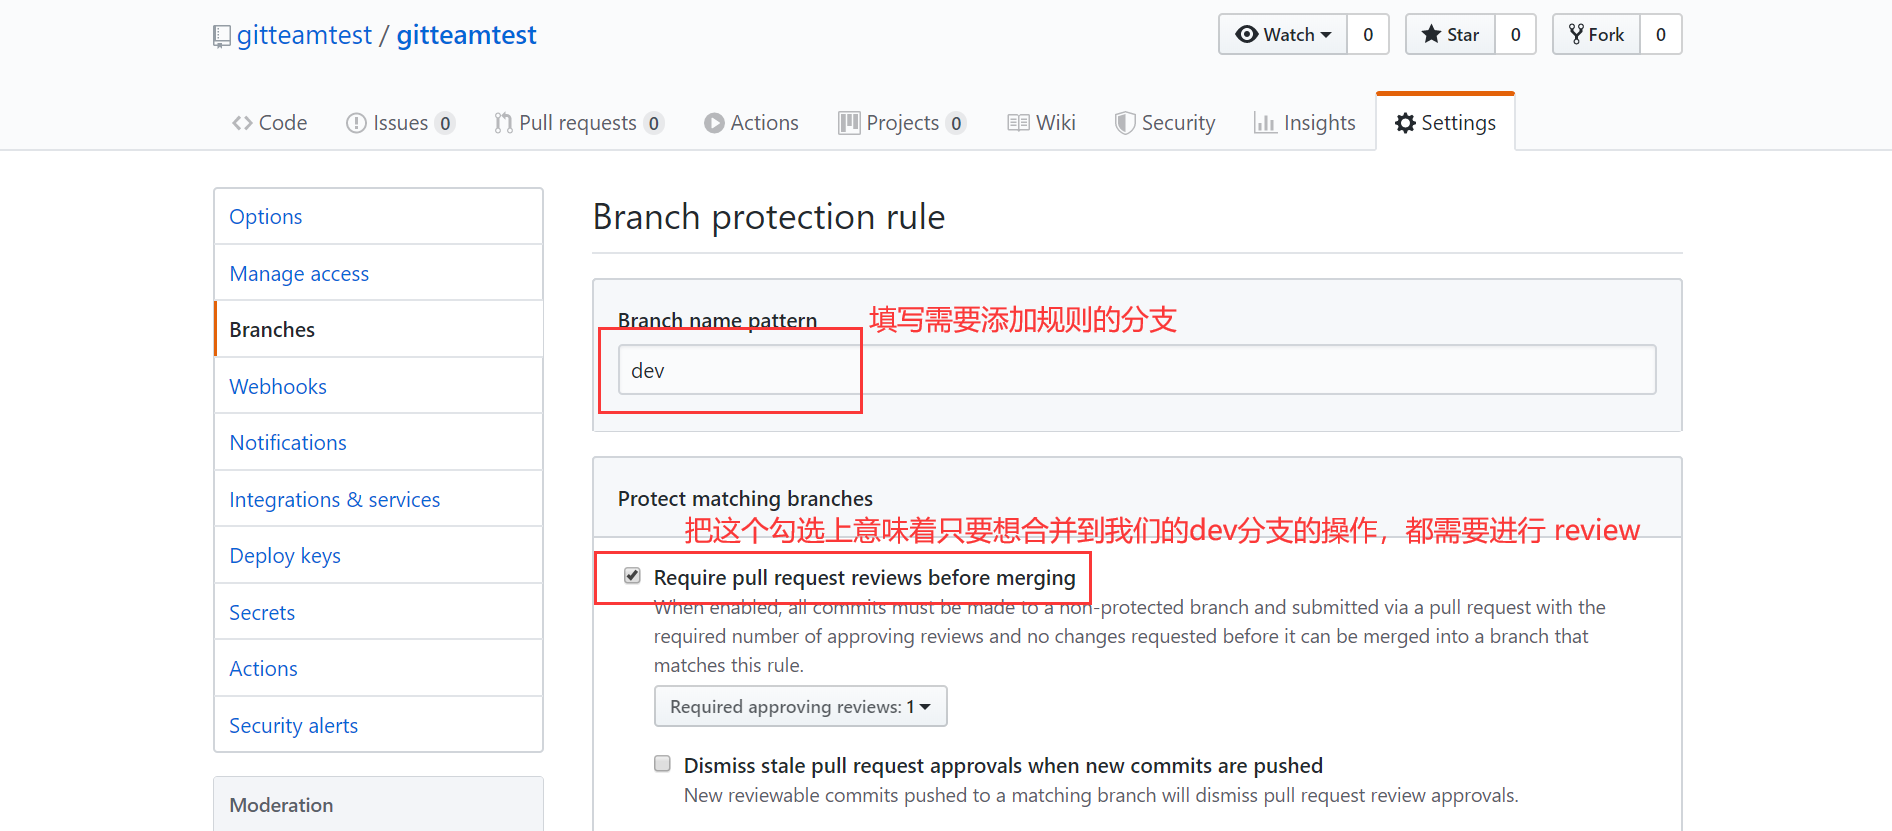 gitteamtest / gitteamtest
Watch 0 Star 0 Fork 0
Code Issues 0 Pull requests 0 Actions Projects 0 Wiki Security Insights Settings
Options
Manage access
Branches
Webhooks
Notifications
Integrations & services
Deploy keys
Secrets
Actions
Security alerts
Moderation
Branch protection rule
Branch name pattern
填写需要添加规则的分支
dev
Protect matching branches
把这个勾选上意味着只要想合并到我们的dev分支的操作，都需要进行 review
Require pull request reviews before merging
When enabled, all commits must be made to a non-protected branch and submitted via a pull request with the
required number of approving reviews and no changes requested before it can be merged into a branch that
matches this rule.
Required approving reviews: 1
Dismiss stale pull request approvals when new commits are pushed
New reviewable commits pushed to a matching branch will dismiss pull request review approvals.